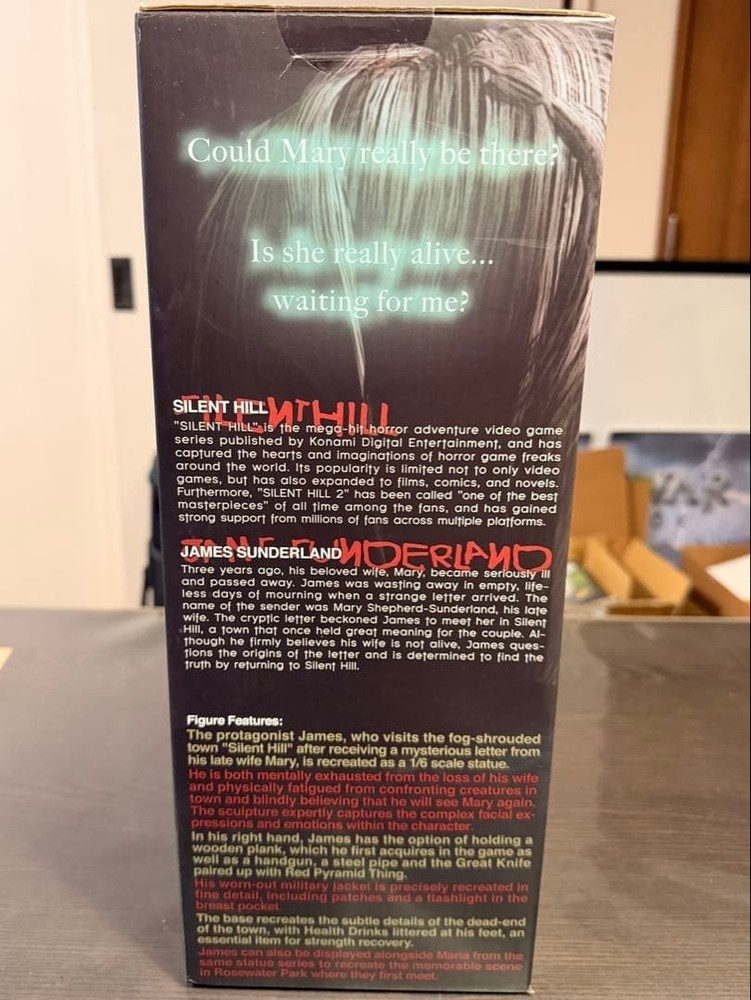 Could Mary really be there?
Is she really alive...
waiting for me?
SILENT HILL
SILENT HILL
"SILENT HILL" is the mega-hit horror adventure video game
series published by Konami Digital Entertainment, and has
captured the hearts and imaginations of horror game freaks
around the world. Its popularity is limited not to only video
games, but has also expanded to films, comics, and novels.
Furthermore, "SILENT HILL 2" has been called "one of the best
masterpieces" of all time among the fans, and has gained
strong support from millions of fans across multiple platforms.
JAMES SUNDERLAND
JAMES SUNDERLAND
Three years ago, his beloved wife, Mary, became seriously ill
and passed away. James was wasting away in empty, life-
less days of mourning when a strange letter arrived. The
name of the sender was Mary Shepherd-Sunderland, his late
wife. The cryptic letter beckoned James to meet her in Silent
Hill, a town that once held great meaning for the couple. Al-
though he firmly believes his wife is not alive, James ques-
tions the origins of the letter and is determined to find the
truth by returning to Silent Hill.
Figure Features:
The protagonist James, who visits the fog-shrouded
town "Silent Hill" after receiving a mysterious letter from
his late wife Mary, is recreated as a 1/6 scale statue.
He is both mentally exhausted from the loss of his wife
and physically fatigued from confronting creatures in
town and blindly believing that he will see Mary again.
The sculpture expertly captures the complex facial ex-
pressions and emotions within the character.
In his right hand, James has the option of holding a
wooden plank, which he first acquires in the game as
well as a handgun, a steel pipe and the Great Knife
paired up with Red Pyramid Thing.
His worn-out military jacket is precisely recreated in
fine detail, including patches and a flashlight in the
breast pocket.
The base recreates the subtle details of the dead-end
of the town, with Health Drinks littered at his feet, an
essential item for strength recovery.
James can also be displayed alongside Maria from the
same statue series to recreate the memorable scene
in Rosewater Park where they first meet.